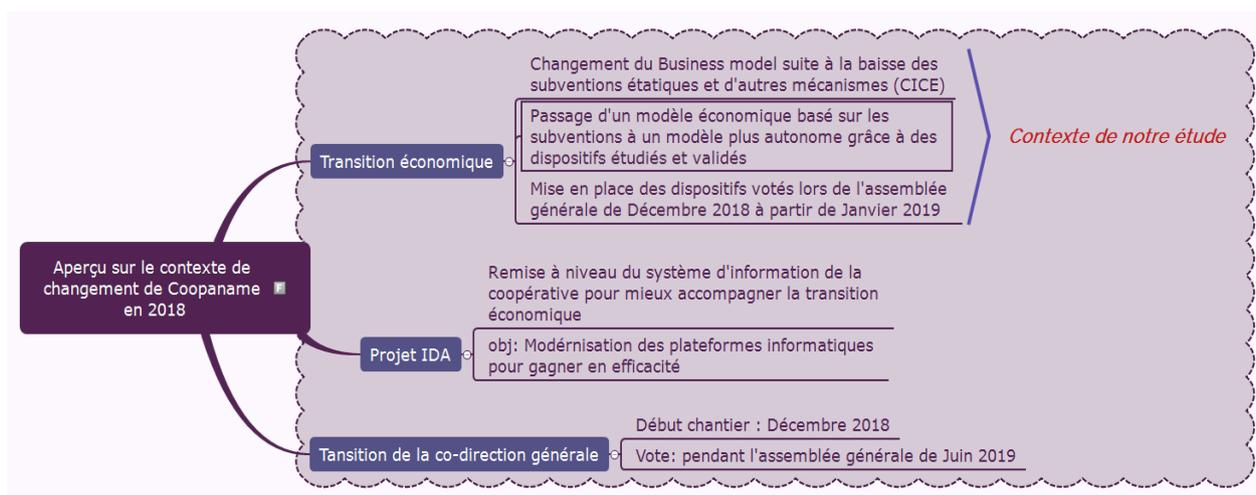 Aperçu sur le contexte de
changement de Coopaname
en 2018
F
Transition économique
Changement du Business model suite à la baisse des
subventions étatiques et d'autres mécanismes (CICE)
Passage d'un modèle économique basé sur les
subventions à un modèle plus autonome grâce à des
dispositifs étudiés et validés
Mise en place des dispositifs votés lors de l'assemblée
générale de Décembre 2018 à partir de Janvier 2019
Contexte de notre étude
Projet IDA
Remise à niveau du système d'information de la
coopérative pour mieux accompagner la transition
économique
obj: Modérnisation des plateformes informatiques
pour gagner en efficacité
Tansition de la co-direction générale
Début chantier : Décembre 2018
Vote: pendant l'assemblée générale de Juin 2019